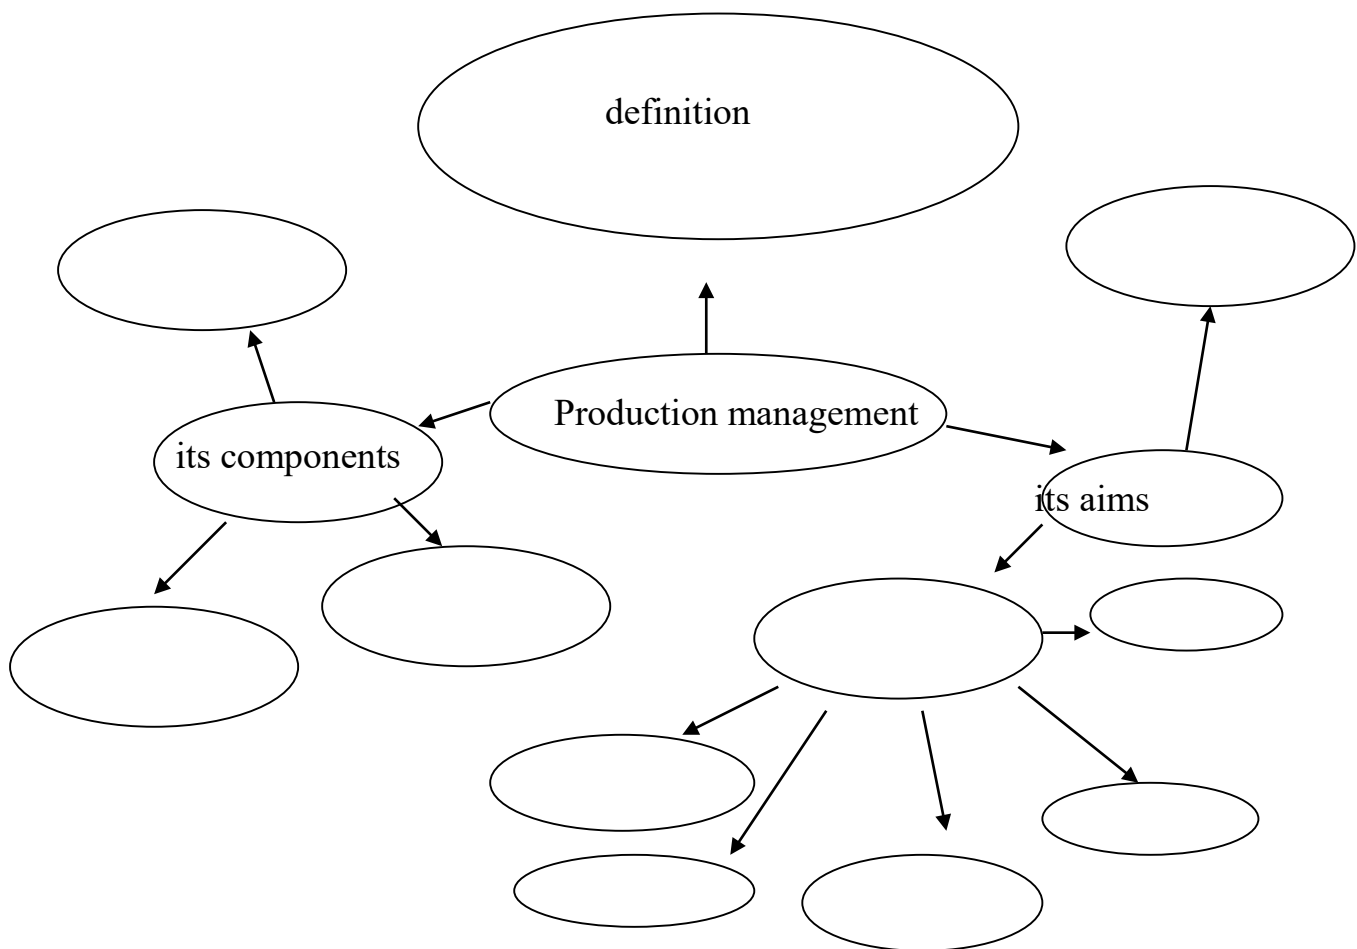 definition
Production management
its components
its aims